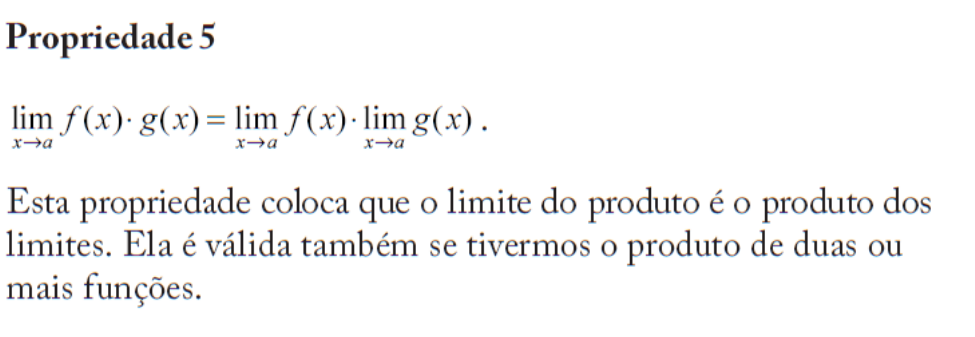 Propriedade 5
lim f(x)· g(x) = lim f(x)· lim g(x) .
x→a x→a x→a
Esta propriedade coloca que o limite do produto é o produto dos
limites. Ela é válida também se tivermos o produto de duas ou
mais funções.